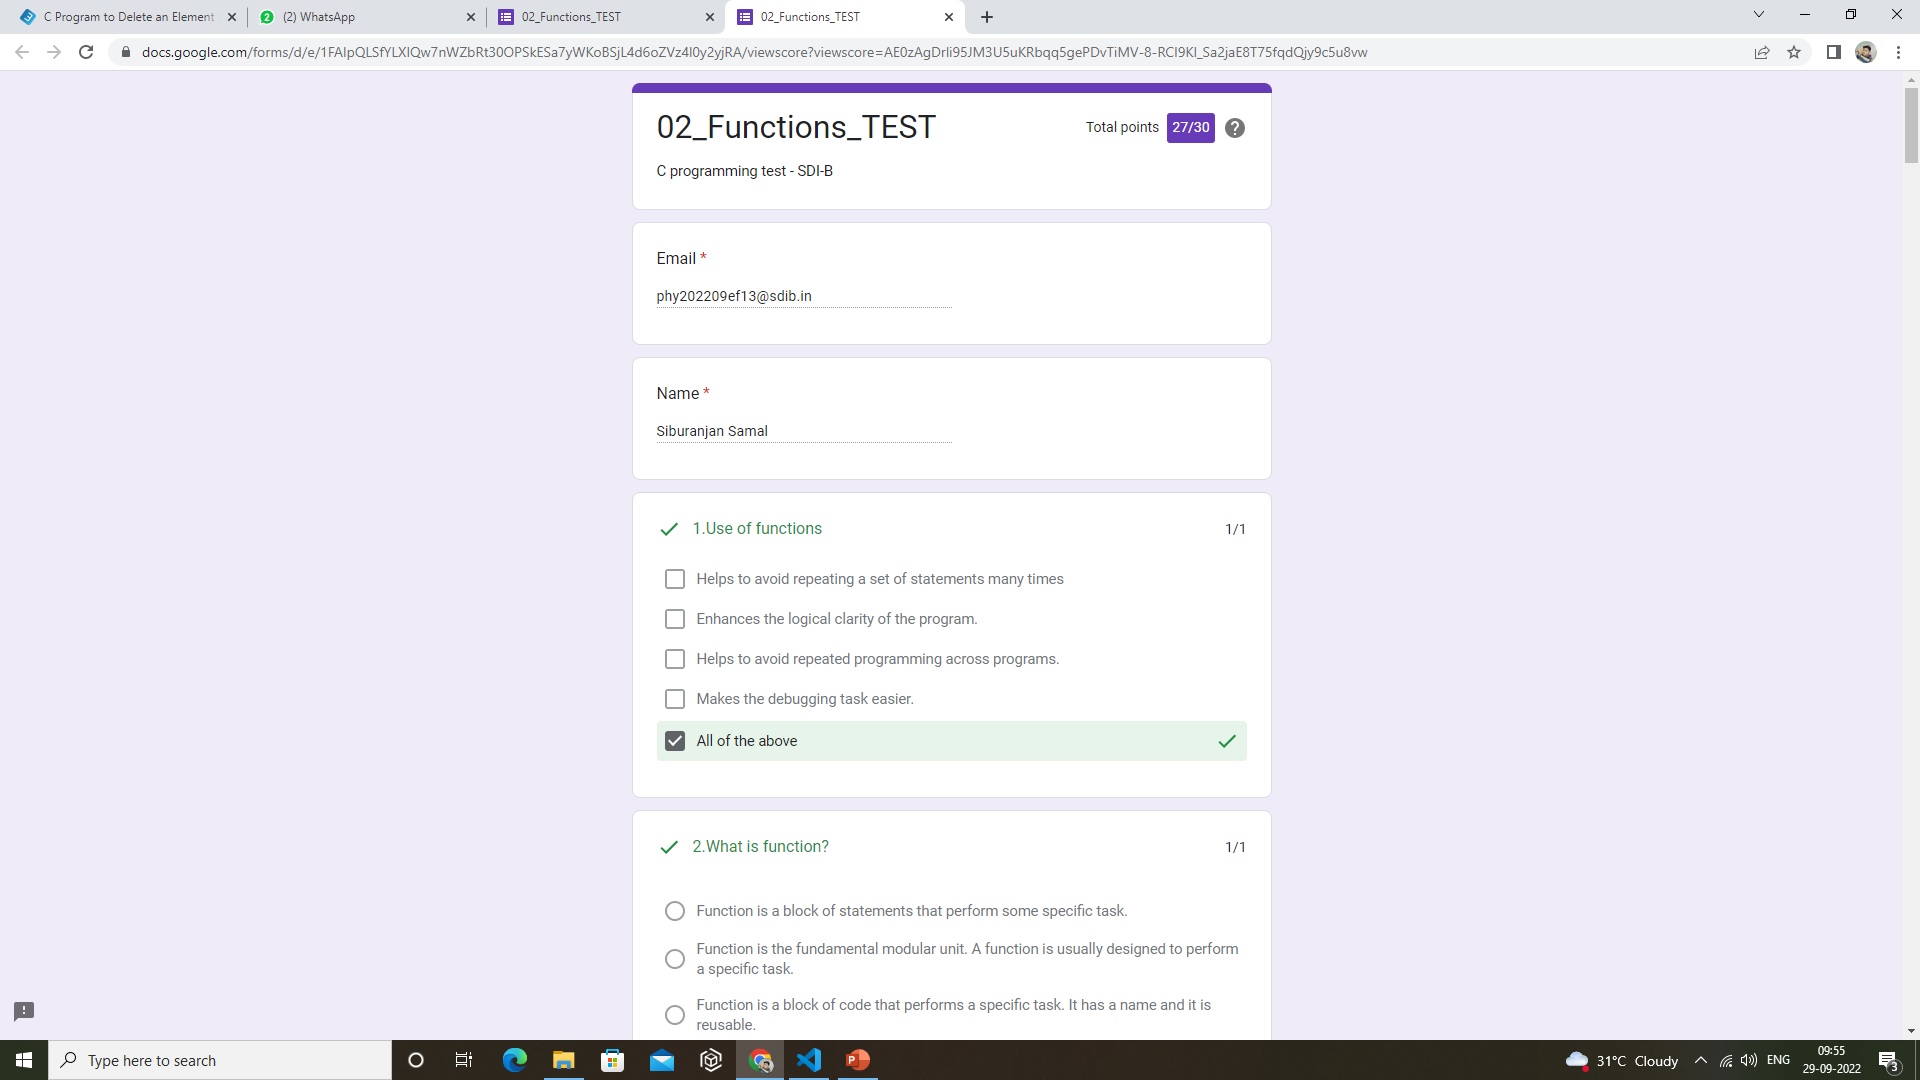 C Program to Delete an Element
(2) WhatsApp
02_Functions_TEST
02_Functions_TEST
docs.google.com/forms/d/e/1FAIpQLSfYLXlQw7nWZbRt30OPSkESa7yWKoBSjL4d6oZVz4I0y2yjRA/viewscore?viewscore=AE0zAgDrli95JM3U5uKRbqq5gePDvTiMV-8-RCl9Kl_Sa2jaE8T75fqdQjy9c5u8vw
02_Functions_TEST
Total points 27/30
C programming test - SDI-B
Email *
phy202209ef13@sdib.in
Name *
Siburanjan Samal
1.Use of functions 1/1
Helps to avoid repeating a set of statements many times
Enhances the logical clarity of the program.
Helps to avoid repeated programming across programs.
Makes the debugging task easier.
All of the above
2.What is function? 1/1
Function is a block of statements that perform some specific task.
Function is the fundamental modular unit. A function is usually designed to perform
a specific task.
Function is a block of code that performs a specific task. It has a name and it is
reusable.
Type here to search
31°C Cloudy
ENG
09:55
29-09-2022
3